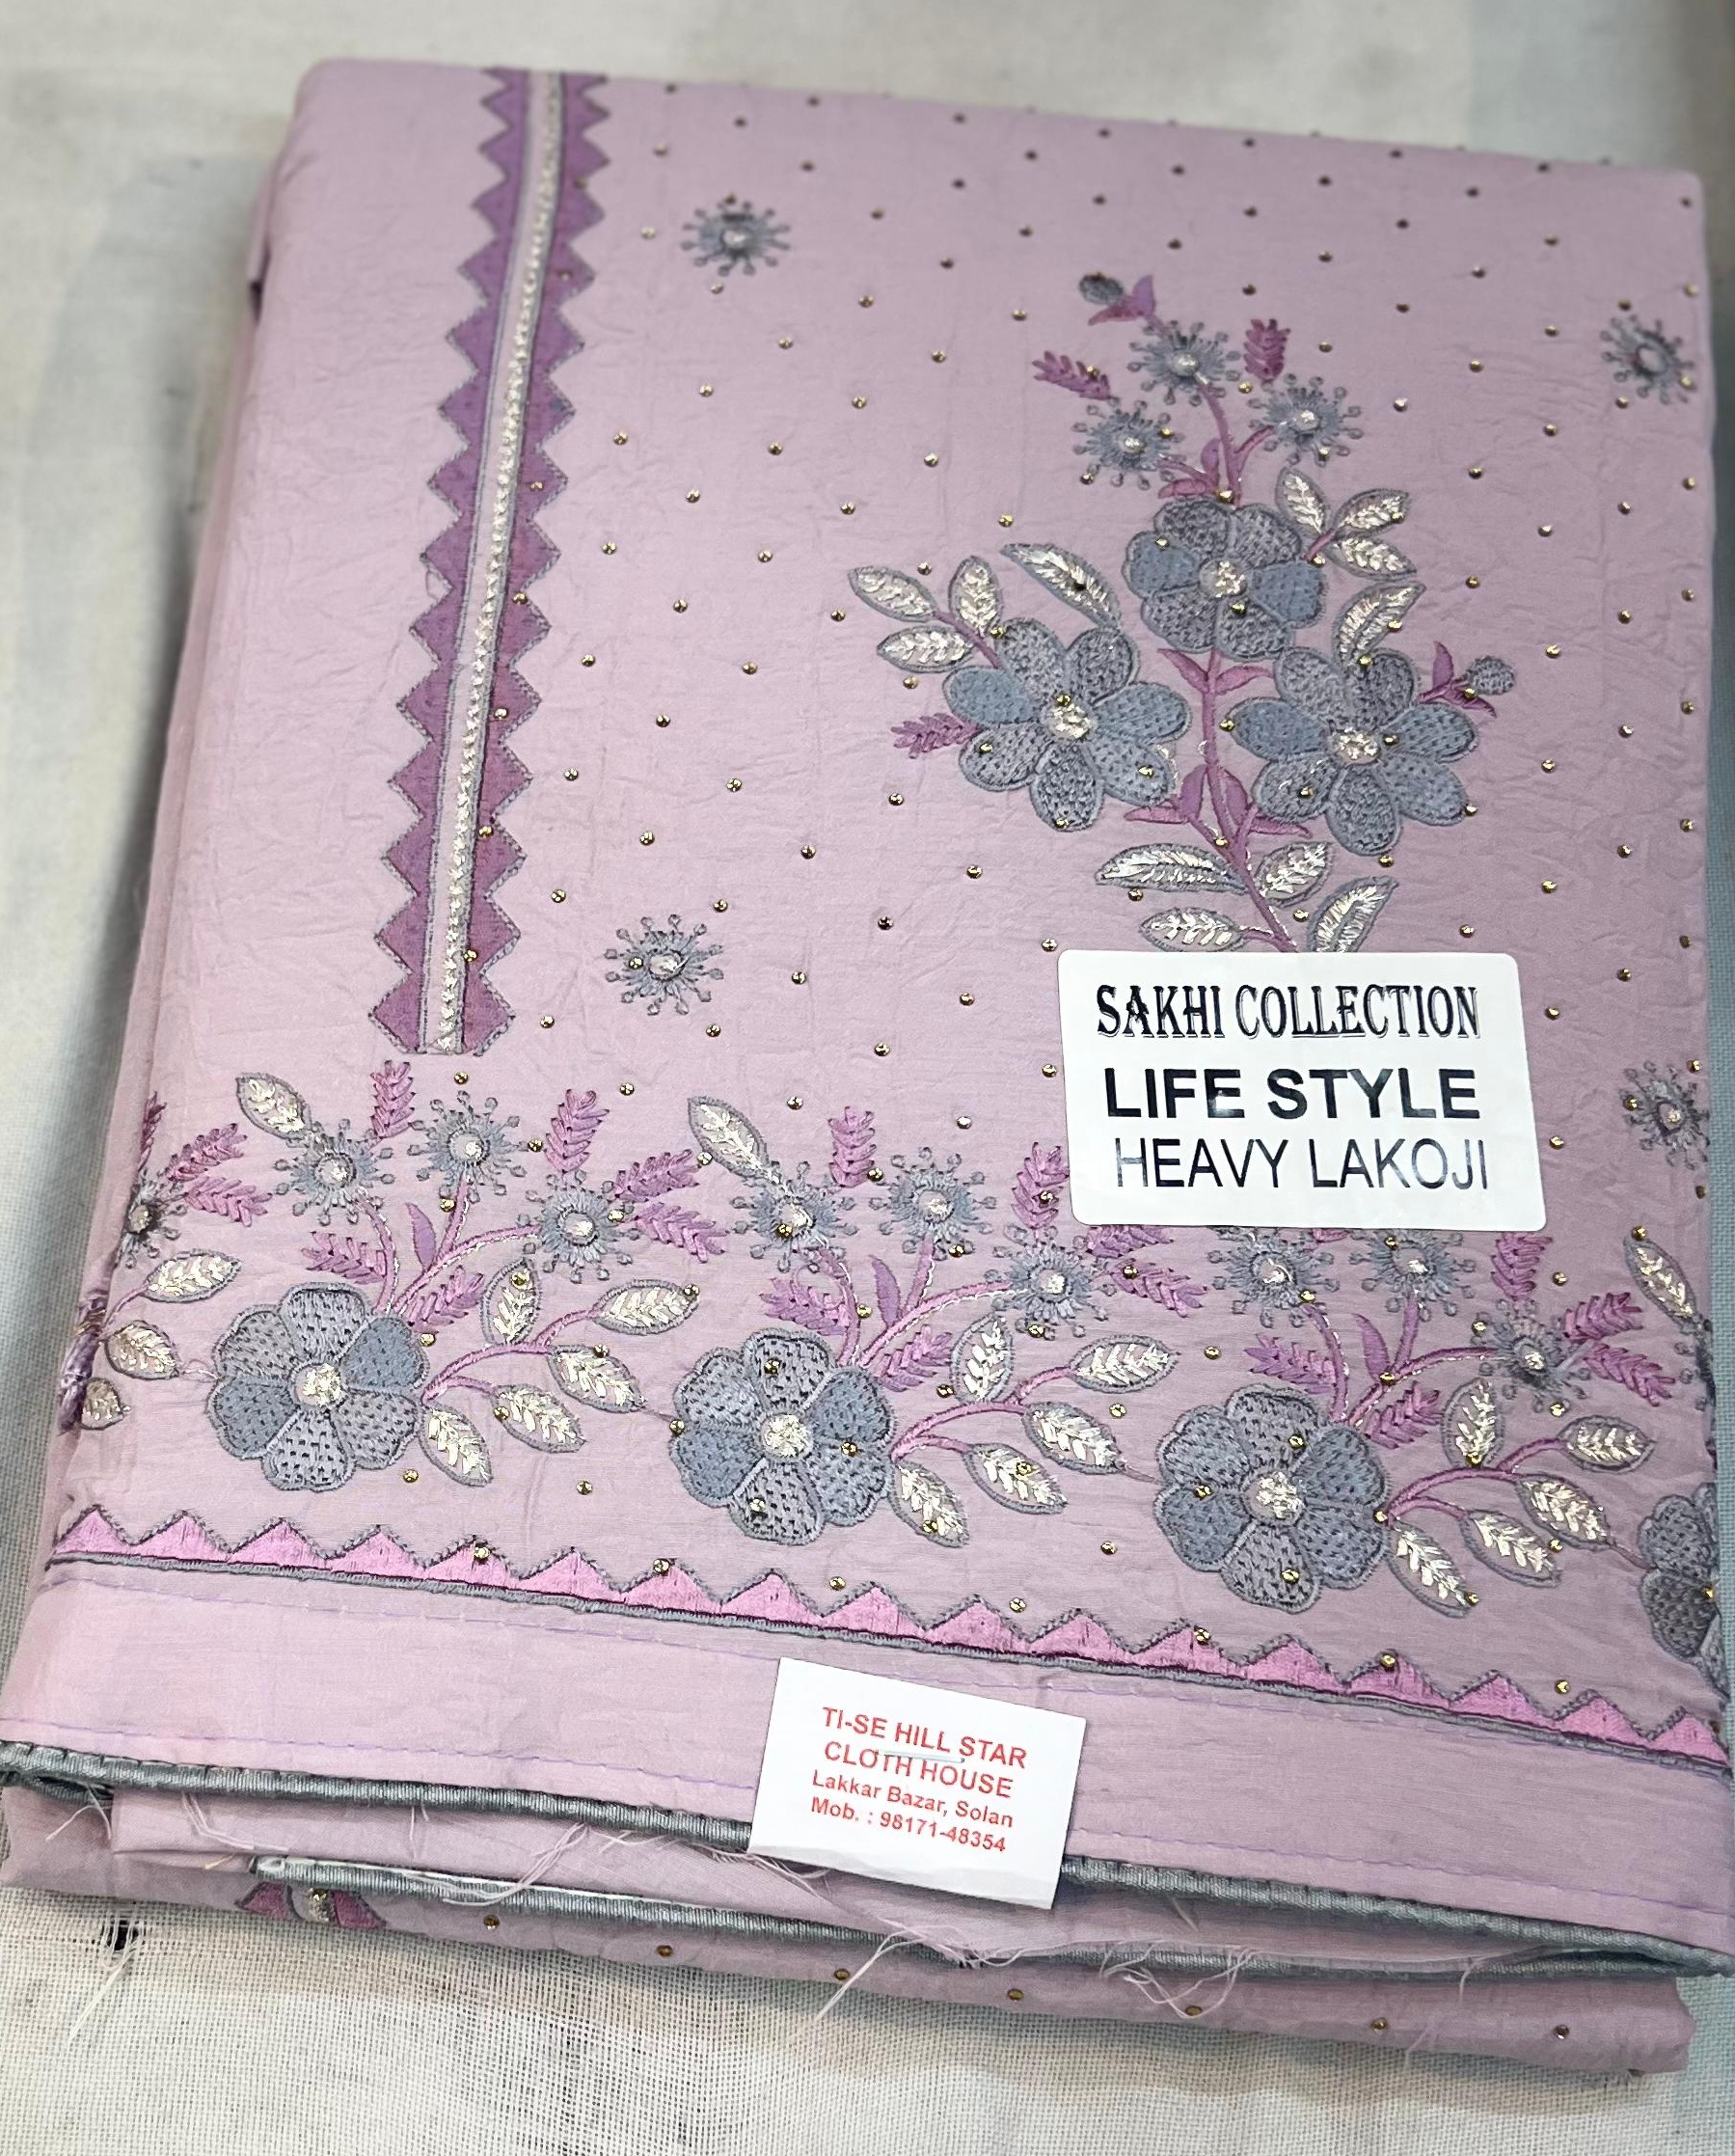 SAKHI COLLECTION
LIFE STYLE
HEAVY LAKOJI
TI-SE HILL STAR
CLOTH HOUSE
Lakkar Bazar, Solan
Mob. : 98171-48354